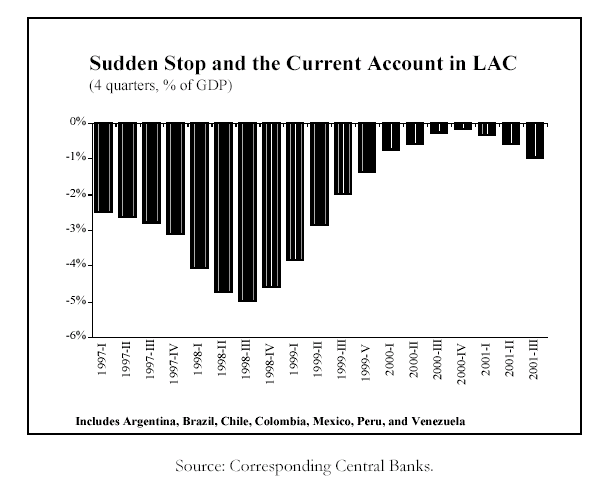 Sudden Stop and the Current Account in LAC
(4 quarters, % of GDP)
0%
-1%
-2%
-3%
-4%
-5%
-6%
1997-I
1997-II
1997-III
1997-IV
1998-I
1998-II
1998-III
1998-IV
1999-I
1999-II
1999-III
1999-V
2000-I
2000-II
2000-III
2000-IV
2001-I
2001-II
2001-III
Includes Argentina, Brazil, Chile, Colombia, Mexico, Peru, and Venezuela
Source: Corresponding Central Banks.